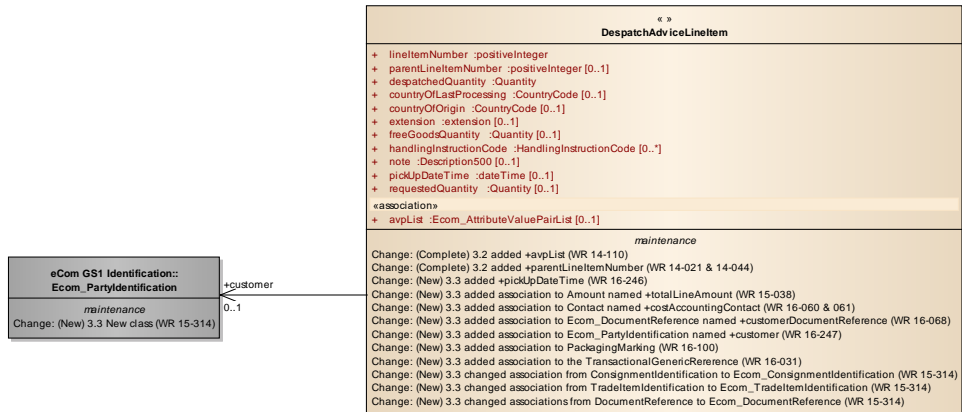 « »
DespatchAdviceLineItem
+ lineItemNumber :positiveInteger
+ parentLineItemNumber :positiveInteger [0..1]
+ despatchedQuantity :Quantity
+ countryOfLastProcessing :CountryCode [0..1]
+ countryOfOrigin :CountryCode [0..1]
+ extension :extension [0..1]
+ freeGoodsQuantity :Quantity [0..1]
+ handlingInstructionCode :HandlingInstructionCode [0..*]
+ note :Description500 [0..1]
+ pickUpDateTime :dateTime [0..1]
+ requestedQuantity :Quantity [0..1]
«association»
+ avpList :Ecom_AttributeValuePairList [0..1]
maintenance
Change: (Complete) 3.2 added +avpList (WR 14-110)
Change: (Complete) 3.2 added +parentLineItemNumber (WR 14-021 & 14-044)
Change: (New) 3.3 added +pickUpDateTime (WR 16-246)
Change: (New) 3.3 added association to Amount named +totalLineAmount (WR 15-038)
Change: (New) 3.3 added association to Contact named +costAccountingContact (WR 16-060 & 061)
Change: (New) 3.3 added association to Ecom_DocumentReference named +customerDocumentReference (WR 16-068)
Change: (New) 3.3 added association to Ecom_PartyIdentification named +customer (WR 16-247)
Change: (New) 3.3 added association to PackagingMarking (WR 16-100)
Change: (New) 3.3 added association to the TransactionalGenericRererence (WR 16-031)
Change: (New) 3.3 changed association from ConsignmentIdentification to Ecom_ConsignmentIdentification (WR 15-314)
Change: (New) 3.3 changed association from TradeItemIdentification to Ecom_TradeItemIdentification (WR 15-314)
Change: (New) 3.3 changed associations from DocumentReference to Ecom_DocumentReference (WR 15-314)
eCom GS1 Identification::
Ecom_PartyIdentification
maintenance
Change: (New) 3.3 New class (WR 15-314)
+customer
0..1